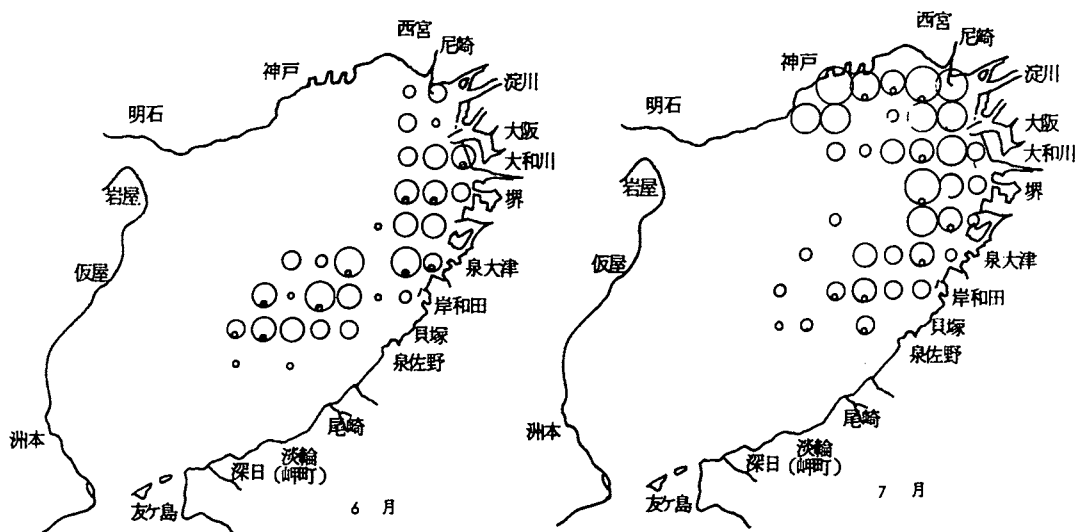 西宮
尼崎
神戸
淀川
明石
大阪
大和川
岩屋
堺
仮屋
泉大津
岸和田
貝塚
泉佐野
洲本
尾崎
淡輪
(岬町)
深日
友ケ島
6 月
西宮
尼崎
神戸
淀川
明石
大阪
大和川
岩屋
堺
仮屋
泉大津
岸和田
貝塚
泉佐野
洲本
尾崎
淡輪
(岬町)
深日
友ケ島
7 月